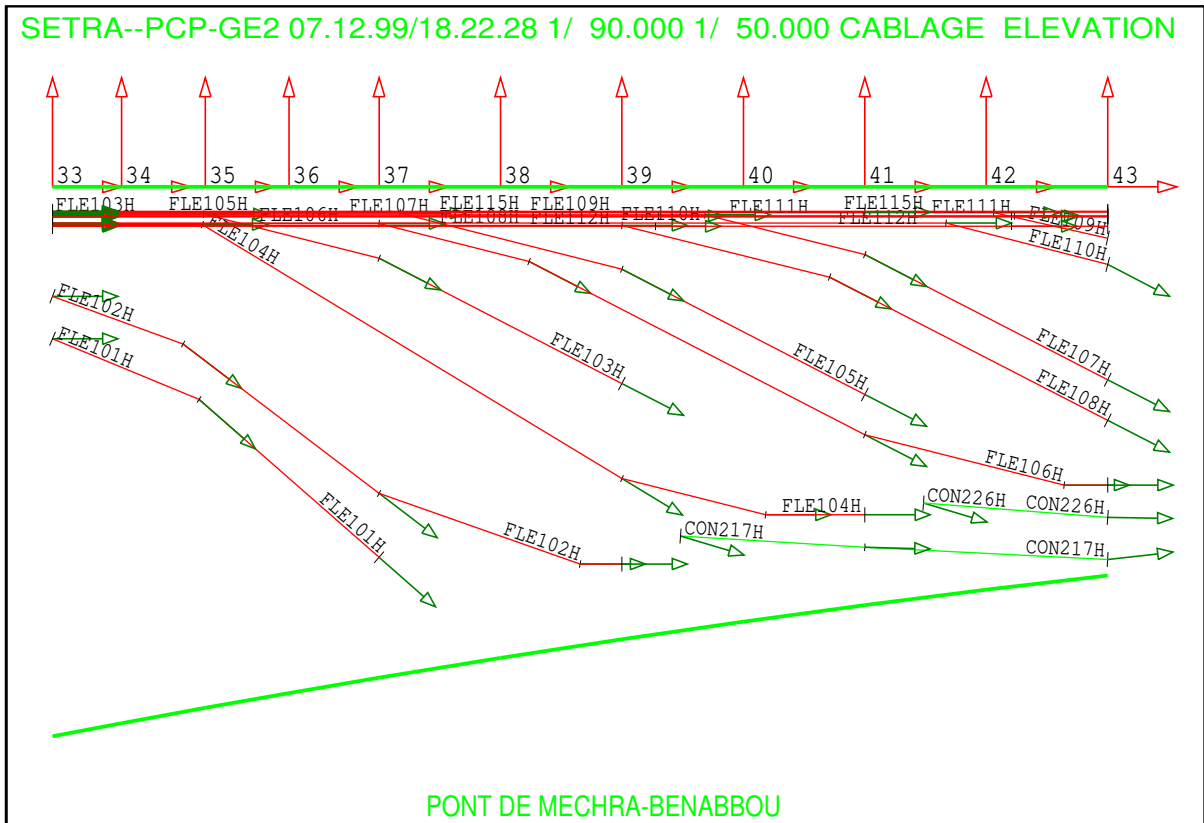 SETRA--PCP-GE2 07.12.99/18.22.28 1/ 90.000 1/ 50.000 CABLAGE ELEVATION
33 34 35 36 37 38 39 40 41 42 43
FLE103H FLE105H FLE107H FLE115H FLE109H FLE111H FLE115H FLE111H
FLE106H FLE108H FLE112H FLE110H FLE112H FLE109H
FLE104H FLE110H
FLE102H
FLE101H FLE103H FLE105H FLE107H
FLE108H
FLE106H
FLE101H FLE102H FLE104H CON226H CON226H
CON217H CON217H
PONT DE MECHRA-BENABBOU